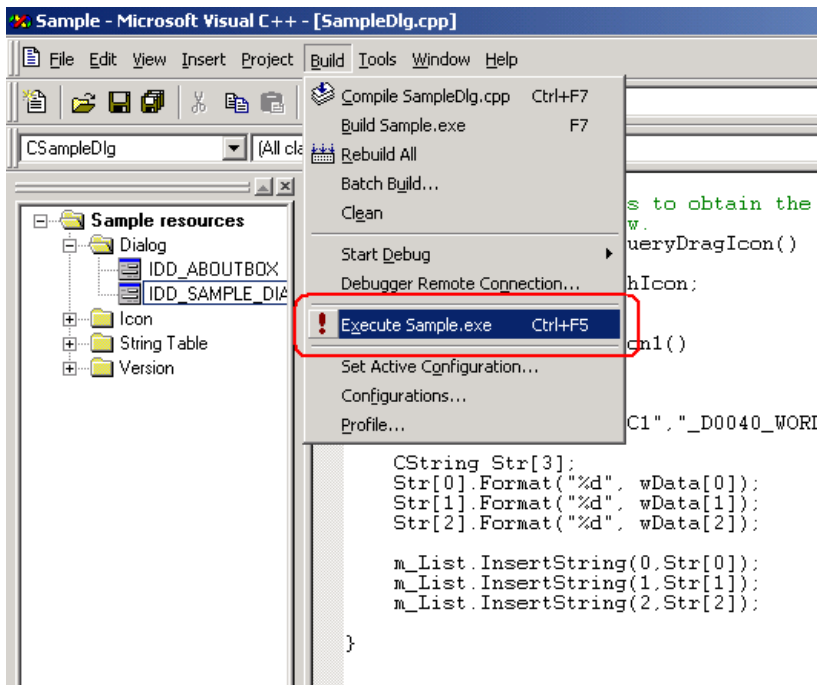 Sample - Microsoft Visual C++ - [SampleDlg.cpp]
File Edit View Insert Project Build Tools Window Help
Compile SampleDlg.cpp Ctrl+F7
Build Sample.exe F7
Rebuild All
Batch Build...
Clean
Start Debug
Debugger Remote Connection...
Execute Sample.exe Ctrl+F5
Set Active Configuration...
Configurations...
Profile...
CSampleDlg (All cla
Sample resources
Dialog
IDD_ABOUTBOX
IDD_SAMPLE_DIA
Icon
String Table
Version
s to obtain the
w.
ueryDragIcon()
hIcon;
on1()
C1","_D0040_WORD
CString Str[3];
Str[0].Format("%d", wData[0]);
Str[1].Format("%d", wData[1]);
Str[2].Format("%d", wData[2]);
m_List.InsertString(0,Str[0]);
m_List.InsertString(1,Str[1]);
m_List.InsertString(2,Str[2]);
}